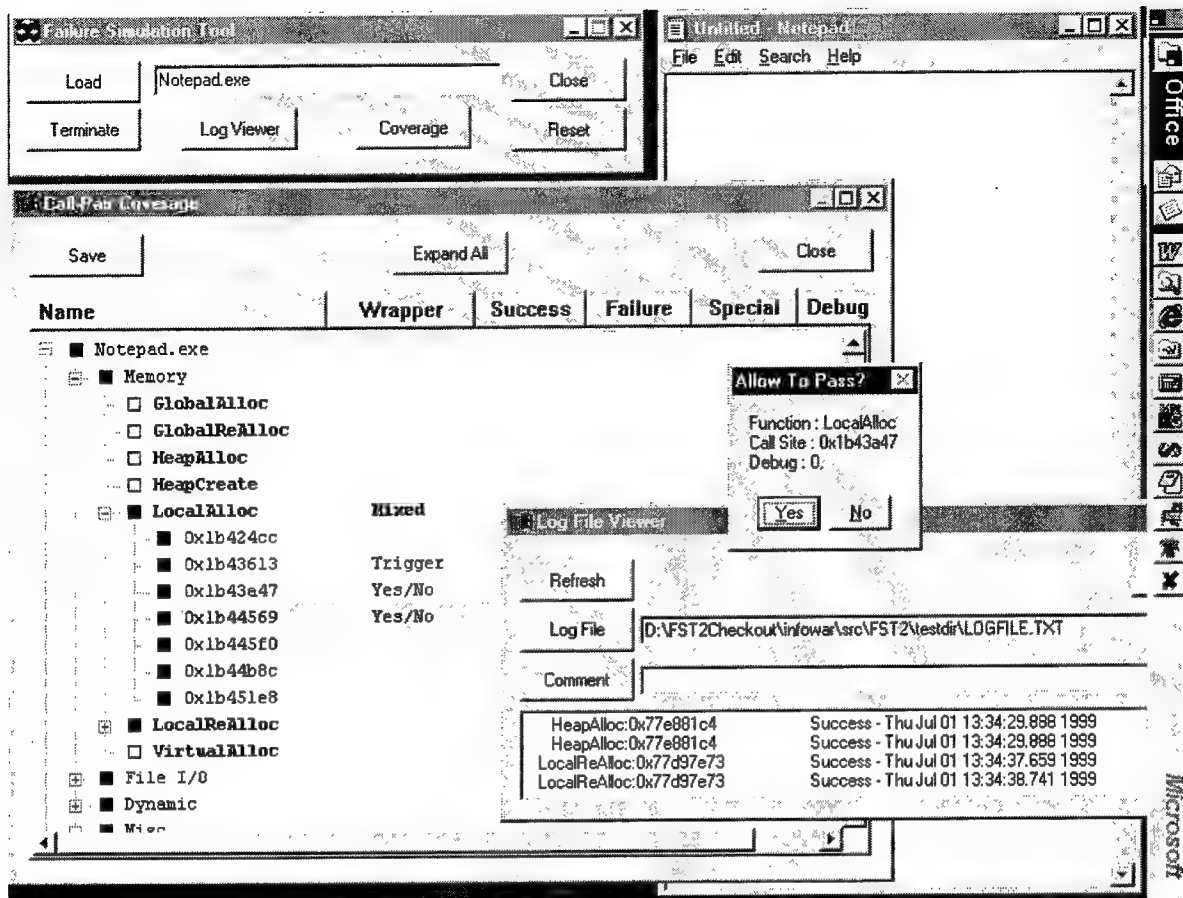 Failure Simulation Tool
Load
Notepad.exe
Close
Terminate
Log Viewer
Coverage
Reset
Untitled - Notepad
File Edit Search Help
Office
Call-Pair Coverage
Save
Expand All
Close
Name Wrapper Success Failure Special Debug
Notepad.exe
Memory
GlobalAlloc
GlobalReAlloc
HeapAlloc
HeapCreate
LocalAlloc Mixed
0x1b424cc
0x1b43613 Trigger
0x1b43a47 Yes/No
0x1b44569 Yes/No
0x1b445f0
0x1b44b8c
0x1b451e8
LocalReAlloc
VirtualAlloc
File I/O
Dynamic
Misc
Allow To Pass?
Function : LocalAlloc
Call Site : 0x1b43a47
Debug : 0
Yes No
Log File Viewer
Refresh
Log File
D:\FST2Checkout\infowar\src\FST2\testdir\LOGFILE.TXT
Comment
HeapAlloc:0x77e881c4 Success - Thu Jul 01 13:34:29.888 1999
HeapAlloc:0x77e881c4 Success - Thu Jul 01 13:34:29.888 1999
LocalReAlloc:0x77d97e73 Success - Thu Jul 01 13:34:37.659 1999
LocalReAlloc:0x77d97e73 Success - Thu Jul 01 13:34:38.741 1999
Microsoft